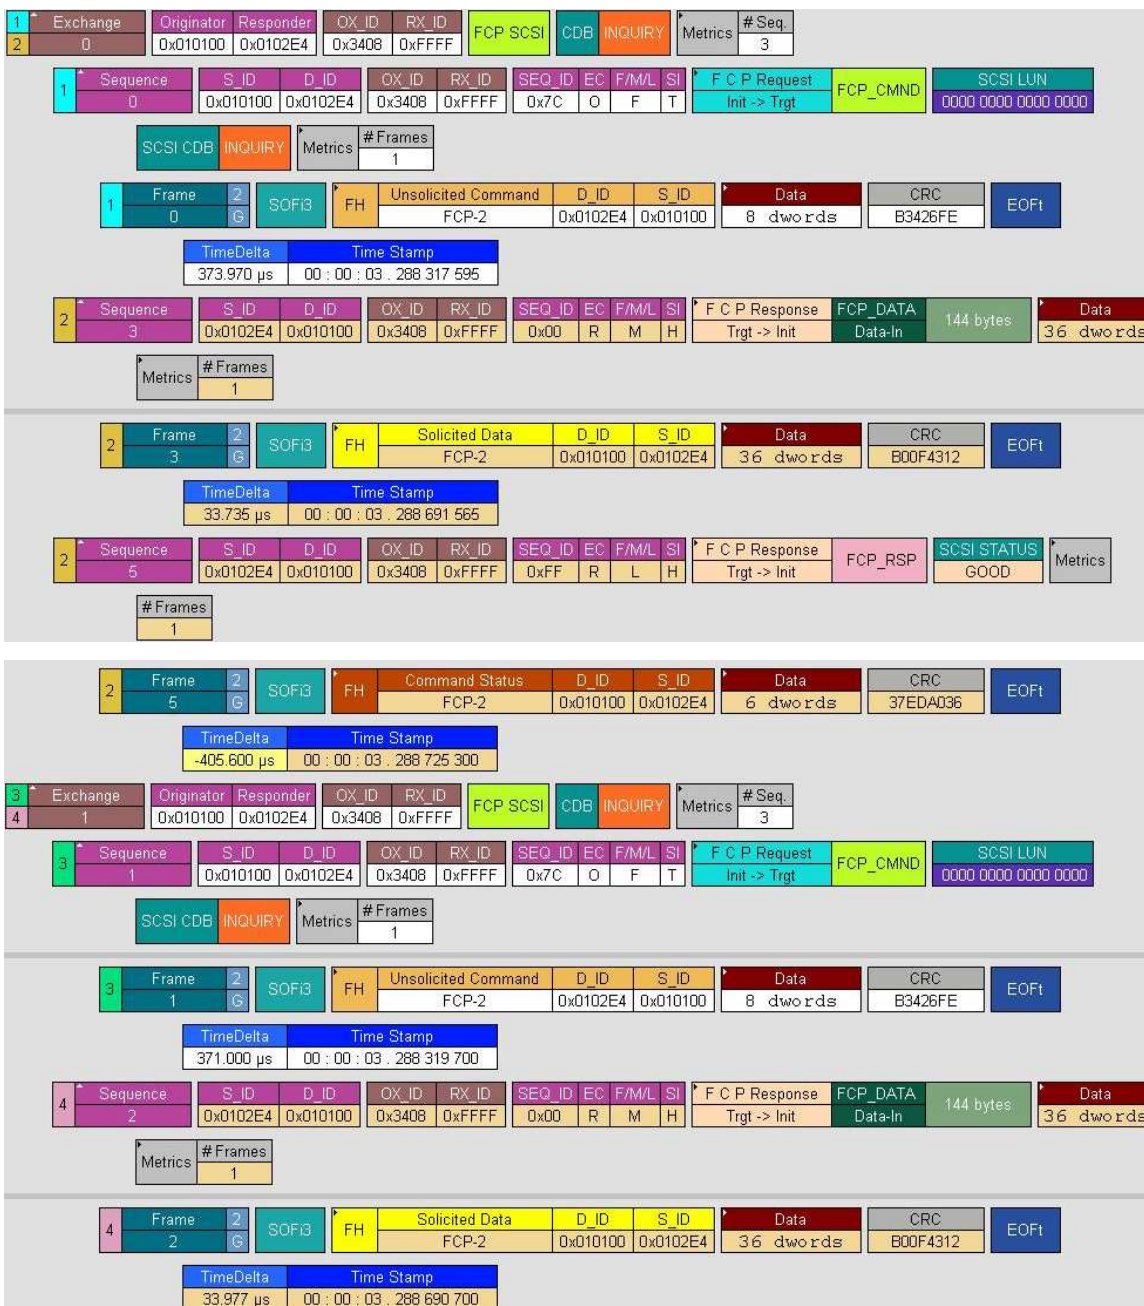 1 Exchange Originator Responder OX_ID RX_ID FCP SCSI CDB INQUIRY Metrics # Seq.
2 0 0x010100 0x0102E4 0x3408 0xFFFF 3
1 Sequence S_ID D_ID OX_ID RX_ID SEQ_ID EC F/M/L SI F C P Request FCP_CMND SCSI LUN
0 0x010100 0x0102E4 0x3408 0xFFFF 0x7C O F T Init -> Trgt 0000 0000 0000 0000
SCSI CDB INQUIRY Metrics # Frames
1
1 Frame 2 SOFi3 FH Unsolicited Command D_ID S_ID Data CRC EOFt
0 G FCP-2 0x0102E4 0x010100 8 dwords B3426FE
TimeDelta Time Stamp
373.970 µs 00 : 00 : 03 . 288 317 595
2 Sequence S_ID D_ID OX_ID RX_ID SEQ_ID EC F/M/L SI F C P Response FCP_DATA 144 bytes Data
3 0x0102E4 0x010100 0x3408 0xFFFF 0x00 R M H Trgt -> Init Data-In 36 dwords
Metrics # Frames
1
2 Frame 2 SOFi3 FH Solicited Data D_ID S_ID Data CRC EOFt
3 G FCP-2 0x010100 0x0102E4 36 dwords B00F4312
TimeDelta Time Stamp
33.735 µs 00 : 00 : 03 . 288 691 565
2 Sequence S_ID D_ID OX_ID RX_ID SEQ_ID EC F/M/L SI F C P Response FCP_RSP SCSI STATUS Metrics
5 0x0102E4 0x010100 0x3408 0xFFFF 0xFF R L H Trgt -> Init GOOD
# Frames
1
2 Frame 2 SOFi3 FH Command Status D_ID S_ID Data CRC EOFt
5 G FCP-2 0x010100 0x0102E4 6 dwords 37EDA036
TimeDelta Time Stamp
-405.600 µs 00 : 00 : 03 . 288 725 300
3 Exchange Originator Responder OX_ID RX_ID FCP SCSI CDB INQUIRY Metrics # Seq.
4 1 0x010100 0x0102E4 0x3408 0xFFFF 3
3 Sequence S_ID D_ID OX_ID RX_ID SEQ_ID EC F/M/L SI F C P Request FCP_CMND SCSI LUN
1 0x010100 0x0102E4 0x3408 0xFFFF 0x7C O F T Init -> Trgt 0000 0000 0000 0000
SCSI CDB INQUIRY Metrics # Frames
1
3 Frame 2 SOFi3 FH Unsolicited Command D_ID S_ID Data CRC EOFt
1 G FCP-2 0x0102E4 0x010100 8 dwords B3426FE
TimeDelta Time Stamp
371.000 µs 00 : 00 : 03 . 288 319 700
4 Sequence S_ID D_ID OX_ID RX_ID SEQ_ID EC F/M/L SI F C P Response FCP_DATA 144 bytes Data
2 0x0102E4 0x010100 0x3408 0xFFFF 0x00 R M H Trgt -> Init Data-In 36 dwords
Metrics # Frames
1
4 Frame 2 SOFi3 FH Solicited Data D_ID S_ID Data CRC EOFt
2 G FCP-2 0x010100 0x0102E4 36 dwords B00F4312
TimeDelta Time Stamp
33.977 µs 00 : 00 : 03 . 288 690 700